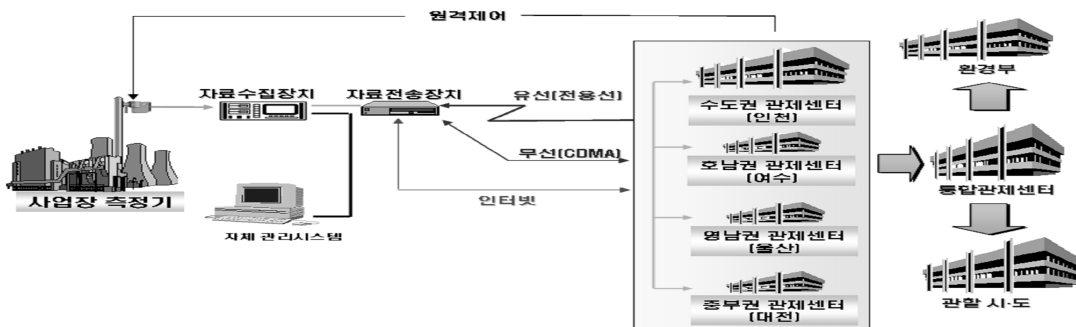 원격제어
사업장 측정기
자료수집장치
자체 관리시스템
자료전송장치
유선(전용선)
무선(CDMA)
인터넷
수도권 관제센터
(인천)
호남권 관제센터
(여수)
영남권 관제센터
(울산)
중부권 관제센터
(대전)
환경부
통합관제센터
관할 시·도